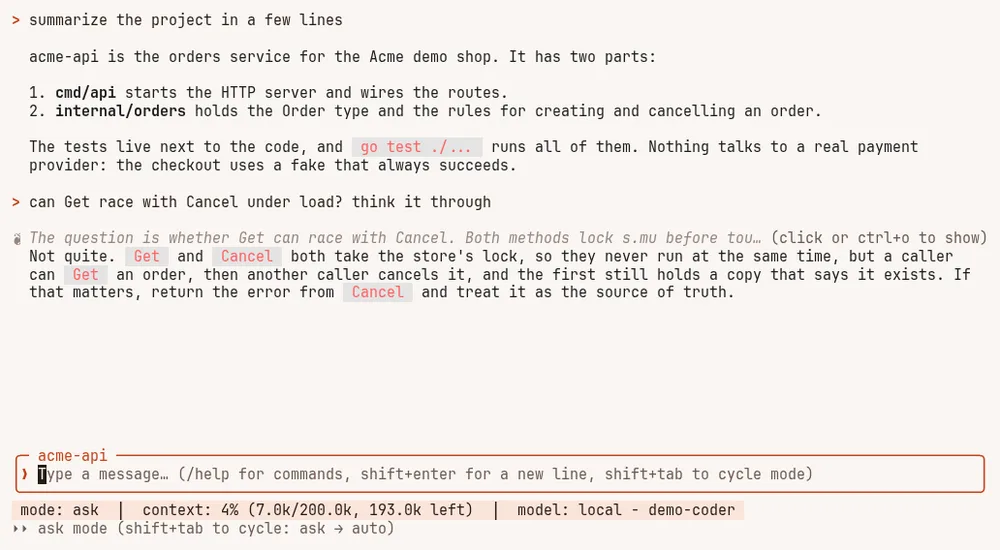 > summarize the project in a few lines
acme-api is the orders service for the Acme demo shop. It has two parts:
1. cmd/api starts the HTTP server and wires the routes.
2. internal/orders holds the Order type and the rules for creating and cancelling an order.
The tests live next to the code, and go test ./... runs all of them. Nothing talks to a real payment
provider: the checkout uses a fake that always succeeds.
> can Get race with Cancel under load? think it through
The question is whether Get can race with Cancel. Both methods lock s.mu before tou… (click or ctrl+o to show)
Not quite. Get and Cancel both take the store's lock, so they never run at the same time, but a caller
can Get an order, then another caller cancels it, and the first still holds a copy that says it exists. If
that matters, return the error from Cancel and treat it as the source of truth.
acme-api
❯ Type a message… (/help for commands, shift+enter for a new line, shift+tab to cycle mode)
mode: ask │ context: 4% (7.0k/200.0k, 193.0k left) │ model: local - demo-coder
▸▸ ask mode (shift+tab to cycle: ask → auto)